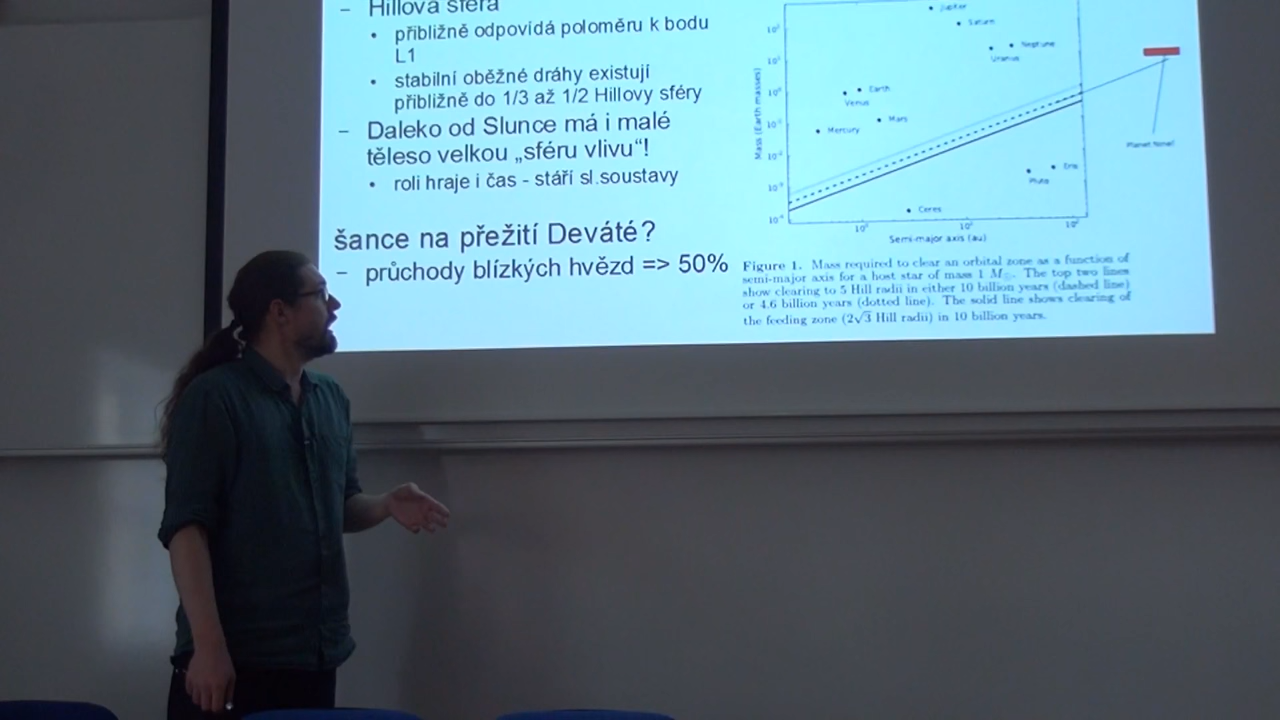 – Hillova sféra
• přibližně odpovídá poloměru k bodu
L1
• stabilní oběžné dráhy existují
přibližně do 1/3 až 1/2 Hillovy sféry
– Daleko od Slunce má i malé
těleso velkou „sféru vlivu“!
• roli hraje i čas - stáří sl.soustavy
šance na přežití Deváté?
– průchody blízkých hvězd => 50%
Jupiter
Saturn
Neptune
Uranus
Earth
Venus
Mars
Mercury
Eris
Pluto
Ceres
Planet Nine!
Mass (Earth masses)
Semi-major axis (au)
Figure 1. Mass required to clear an orbital zone as a function of
semi-major axis for a host star of mass 1 M☉. The top two lines
show clearing to 5 Hill radii in either 10 billion years (dashed line)
or 4.6 billion years (dotted line). The solid line shows clearing of
the feeding zone (2√3 Hill radii) in 10 billion years.